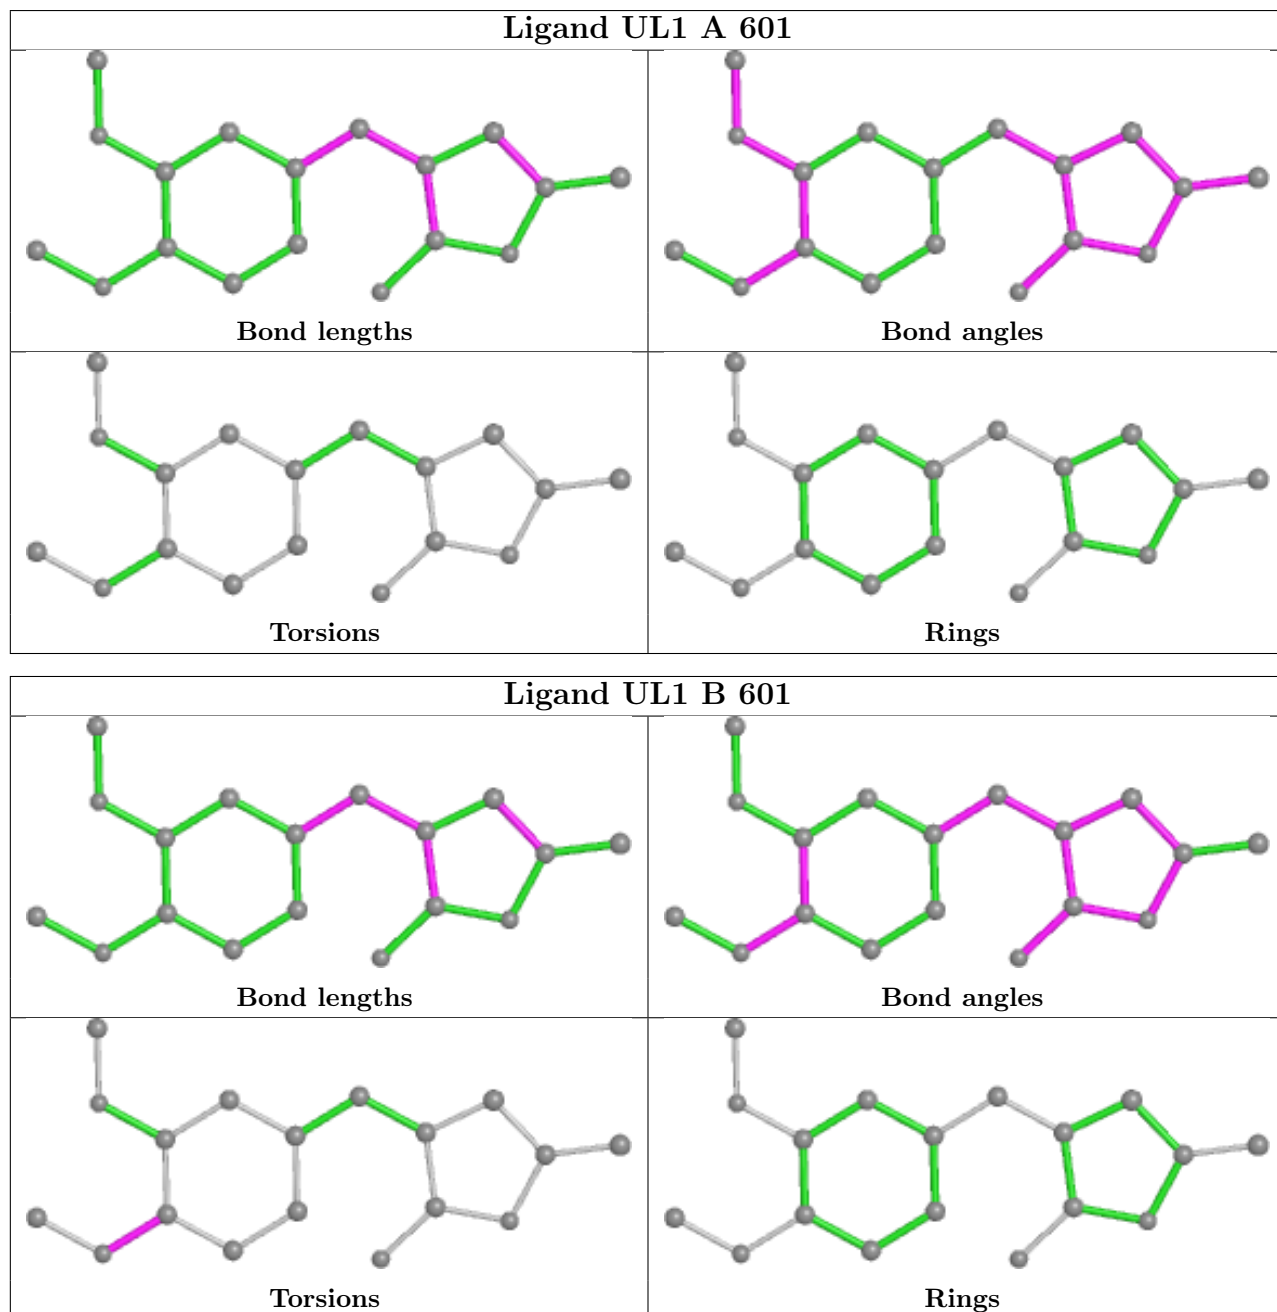 Ligand UL1 A 601
Bond lengths
Bond angles
Torsions
Rings
Ligand UL1 B 601
Bond lengths
Bond angles
Torsions
Rings